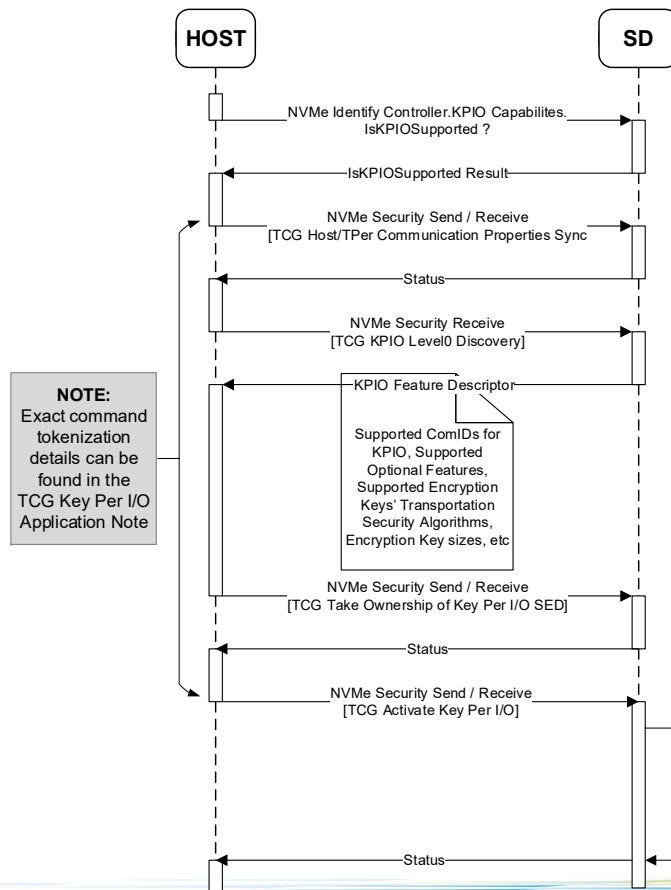 HOST
SD
NVMe Identify Controller.KPIO Capabilites.
IsKPIOSupported ?
IsKPIOSupported Result
NVMe Security Send / Receive
[TCG Host/TPer Communication Properties Sync
Status
NVMe Security Receive
[TCG KPIO Level0 Discovery]
KPIO Feature Descriptor
Supported ComIDs for
KPIO, Supported
Optional Features,
Supported Encryption
Keys' Transportation
Security Algorithms,
Encryption Key sizes, etc
NOTE:
Exact command
tokenization
details can be
found in the
TCG Key Per I/O
Application Note
NVMe Security Send / Receive
[TCG Take Ownership of Key Per I/O SED]
Status
NVMe Security Send / Receive
[TCG Activate Key Per I/O]
Status